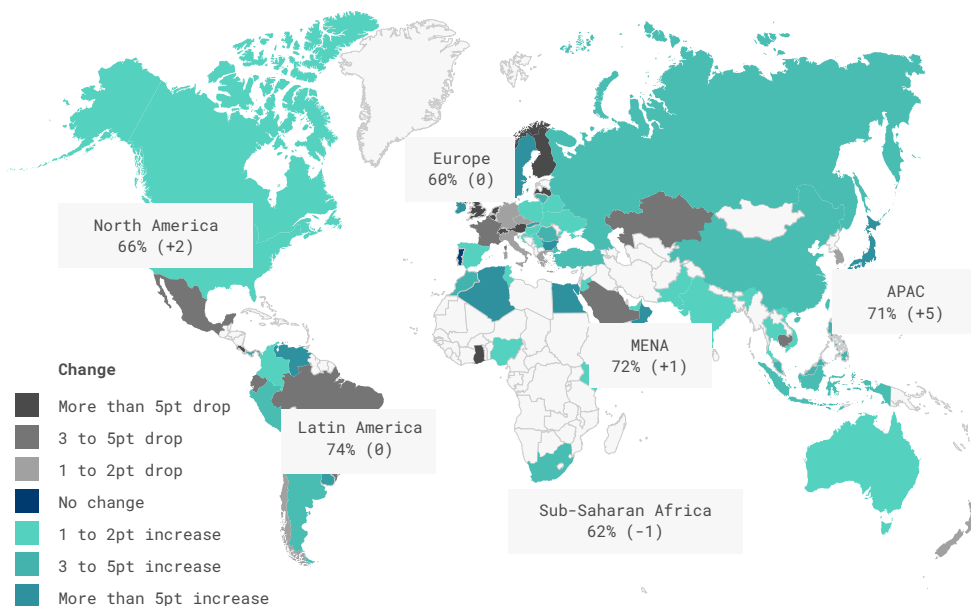 Europe
60% (0)
North America
66% (+2)
APAC
71% (+5)
MENA
72% (+1)
Change
More than 5pt drop
3 to 5pt drop
1 to 2pt drop
No change
1 to 2pt increase
3 to 5pt increase
More than 5pt increase
Latin America
74% (0)
Sub-Saharan Africa
62% (-1)